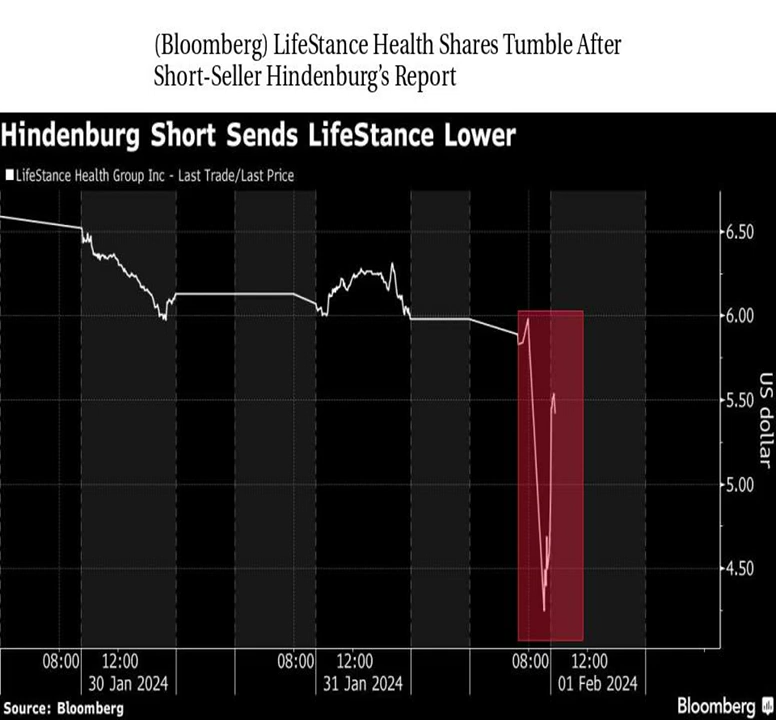 (Bloomberg) LifeStance Health Shares Tumble After
Short-Seller Hindenburg's Report
Hindenburg Short Sends LifeStance Lower
LifeStance Health Group Inc - Last Trade/Last Price
6.50
6.00
5.50
5.00
4.50
US dollar
08:00 12:00 08:00 12:00 08:00 12:00
30 Jan 2024 31 Jan 2024 01 Feb 2024
Source: Bloomberg
Bloomberg